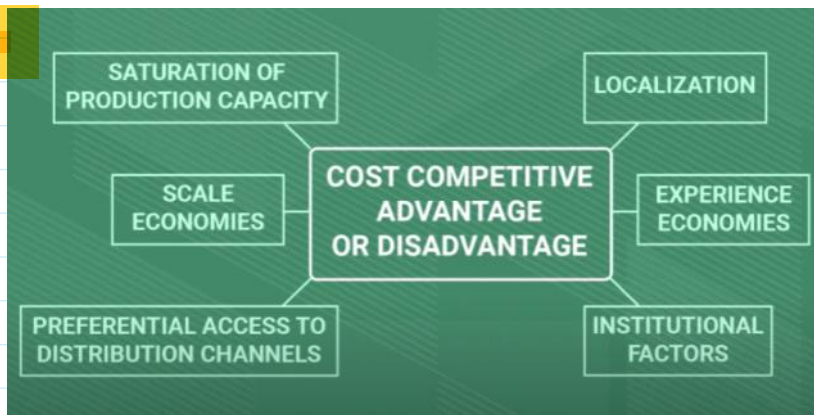 SATURATION OF
PRODUCTION CAPACITY
LOCALIZATION
COST COMPETITIVE
ADVANTAGE
OR DISADVANTAGE
SCALE
ECONOMIES
EXPERIENCE
ECONOMIES
PREFERENTIAL ACCESS TO
DISTRIBUTION CHANNELS
INSTITUTIONAL
FACTORS